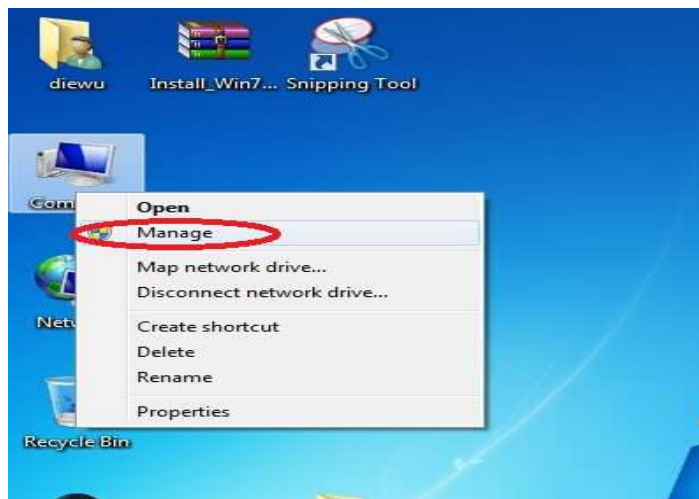 diewu
Install_Win7...
Snipping Tool
Com
Open
Manage
Map network drive...
Disconnect network drive...
Netw
Create shortcut
Delete
Rename
Properties
Recycle Bin